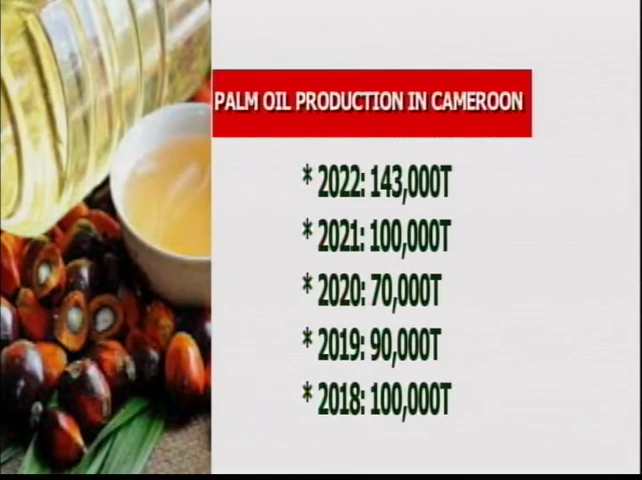 PALM OIL PRODUCTION IN CAMEROON
* 2022: 143,000T
* 2021: 100,000T
* 2020: 70,000T
* 2019: 90,000T
* 2018: 100,000T